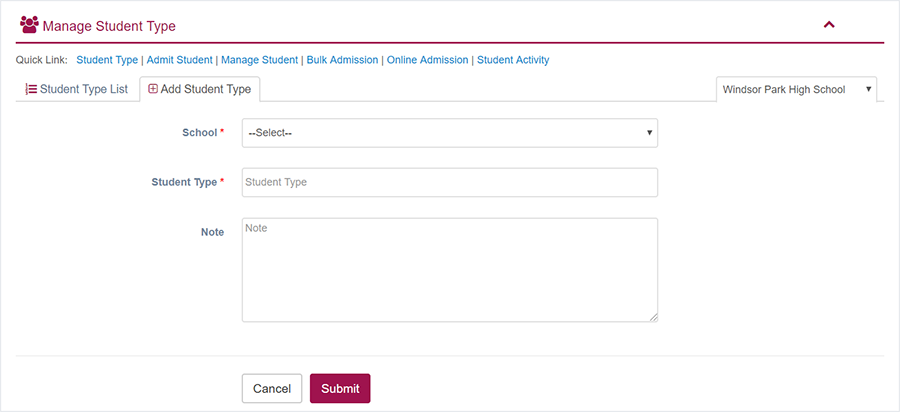 Manage Student Type
Quick Link: Student Type | Admit Student | Manage Student | Bulk Admission | Online Admission | Student Activity
Student Type List Add Student Type Windsor Park High School
School * --Select--
Student Type * Student Type
Note Note
Cancel Submit